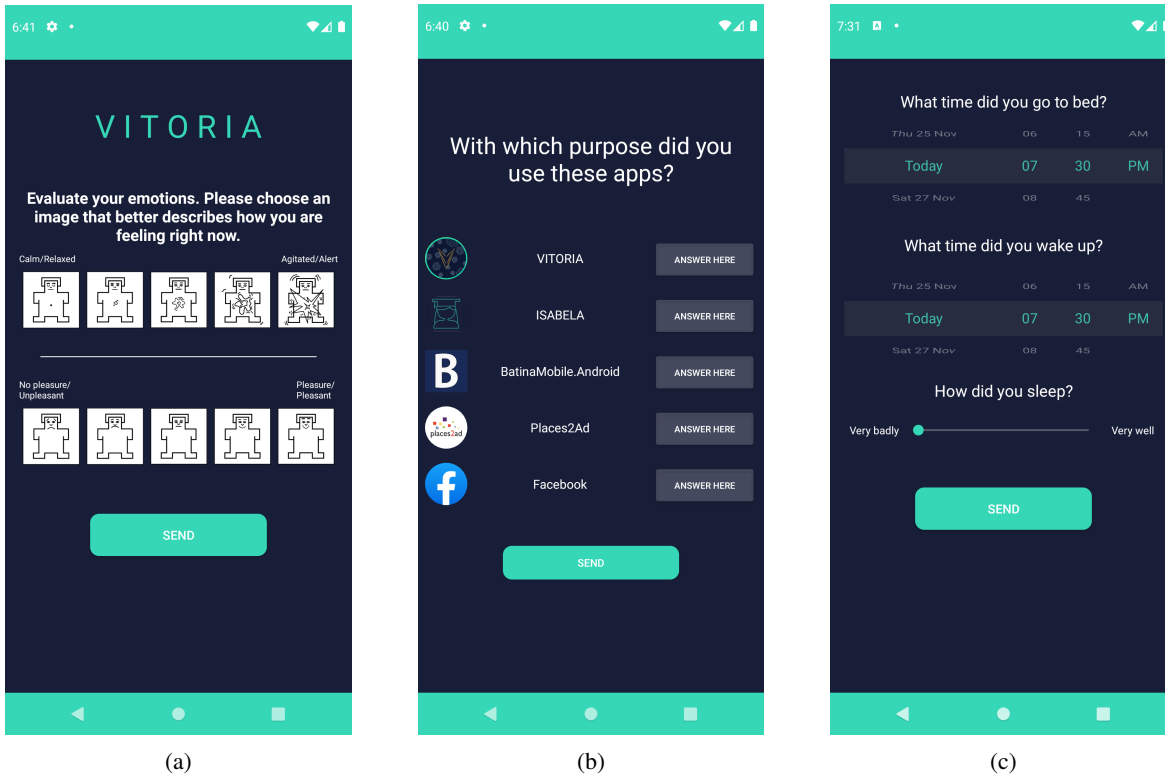 6:41
VITORIA
Evaluate your emotions. Please choose an
image that better describes how you are
feeling right now.
Calm/Relaxed
Agitated/Alert
No pleasure/
Unpleasant
Pleasure/
Pleasant
SEND
(a)
6:40
With which purpose did you
use these apps?
VITORIA
ANSWER HERE
ISABELA
ANSWER HERE
B
BatinaMobile.Android
ANSWER HERE
places2ad
Places2Ad
ANSWER HERE
f
Facebook
ANSWER HERE
SEND
(b)
7:31 A
What time did you go to bed?
Thu 25 Nov 06 15 AM
Today 07 30 PM
Sat 27 Nov 08 45
What time did you wake up?
Thu 25 Nov 06 15 AM
Today 07 30 PM
Sat 27 Nov 08 45
How did you sleep?
Very badly
Very well
SEND
(c)